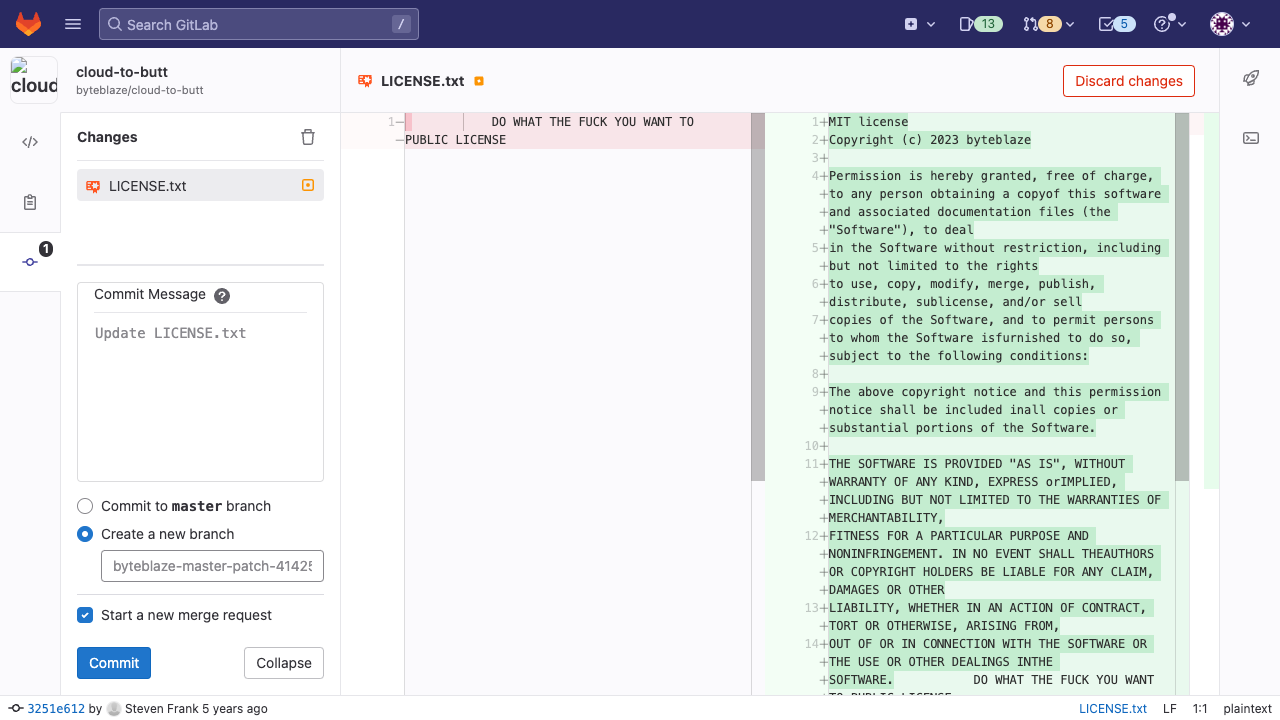 Search GitLab
/
13
8
5
cloud
cloud-to-butt
byteblaze/cloud-to-butt
LICENSE.txt
Discard changes
Changes
LICENSE.txt
1
Commit Message
Update LICENSE.txt
Commit to master branch
Create a new branch
byteblaze-master-patch-41425
Start a new merge request
Commit
Collapse
1 DO WHAT THE FUCK YOU WANT TO
PUBLIC LICENSE
1 MIT license
2 Copyright (c) 2023 byteblaze
3
4 Permission is hereby granted, free of charge,
to any person obtaining a copyof this software
and associated documentation files (the
"Software"), to deal
5 in the Software without restriction, including
but not limited to the rights
6 to use, copy, modify, merge, publish,
distribute, sublicense, and/or sell
7 copies of the Software, and to permit persons
to whom the Software isfurnished to do so,
subject to the following conditions:
8
9 The above copyright notice and this permission
notice shall be included inall copies or
substantial portions of the Software.
10
11 THE SOFTWARE IS PROVIDED "AS IS", WITHOUT
WARRANTY OF ANY KIND, EXPRESS orIMPLIED,
INCLUDING BUT NOT LIMITED TO THE WARRANTIES OF
MERCHANTABILITY,
12 FITNESS FOR A PARTICULAR PURPOSE AND
NONINFRINGEMENT. IN NO EVENT SHALL THEAUTHORS
OR COPYRIGHT HOLDERS BE LIABLE FOR ANY CLAIM,
DAMAGES OR OTHER
13 LIABILITY, WHETHER IN AN ACTION OF CONTRACT,
TORT OR OTHERWISE, ARISING FROM,
14 OUT OF OR IN CONNECTION WITH THE SOFTWARE OR
THE USE OR OTHER DEALINGS INTHE
SOFTWARE. DO WHAT THE FUCK YOU WANT
TO PUBLIC LICENSE
3251e612 by Steven Frank 5 years ago
LICENSE.txt LF 1:1 plaintext